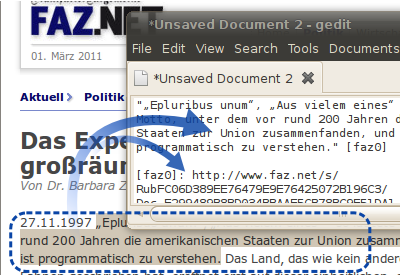 FAZ.NET
01. März 2011
Aktuell
Politik
Das Expe
großräum
Von Dr. Barbara Z
27.11.1997 „Eplu
rund 200 Jahren die amerikanischen Staaten zur Union zusamm
ist programmatisch zu verstehen. Das Land, das wie kein andere
*Unsaved Document 2 - gedit
File Edit View Search Tools Documents
*Unsaved Document 2
"„Epluribus unum“, „Aus vielem eines“
Motto, unter dem vor rund 200 Jahren d
Staaten zur Union zusammenfanden, und
programmatisch zu verstehen." [faz0]
[faz0]: http://www.faz.net/s/
RubFC06D389EE76479E9E76425072B196C3/